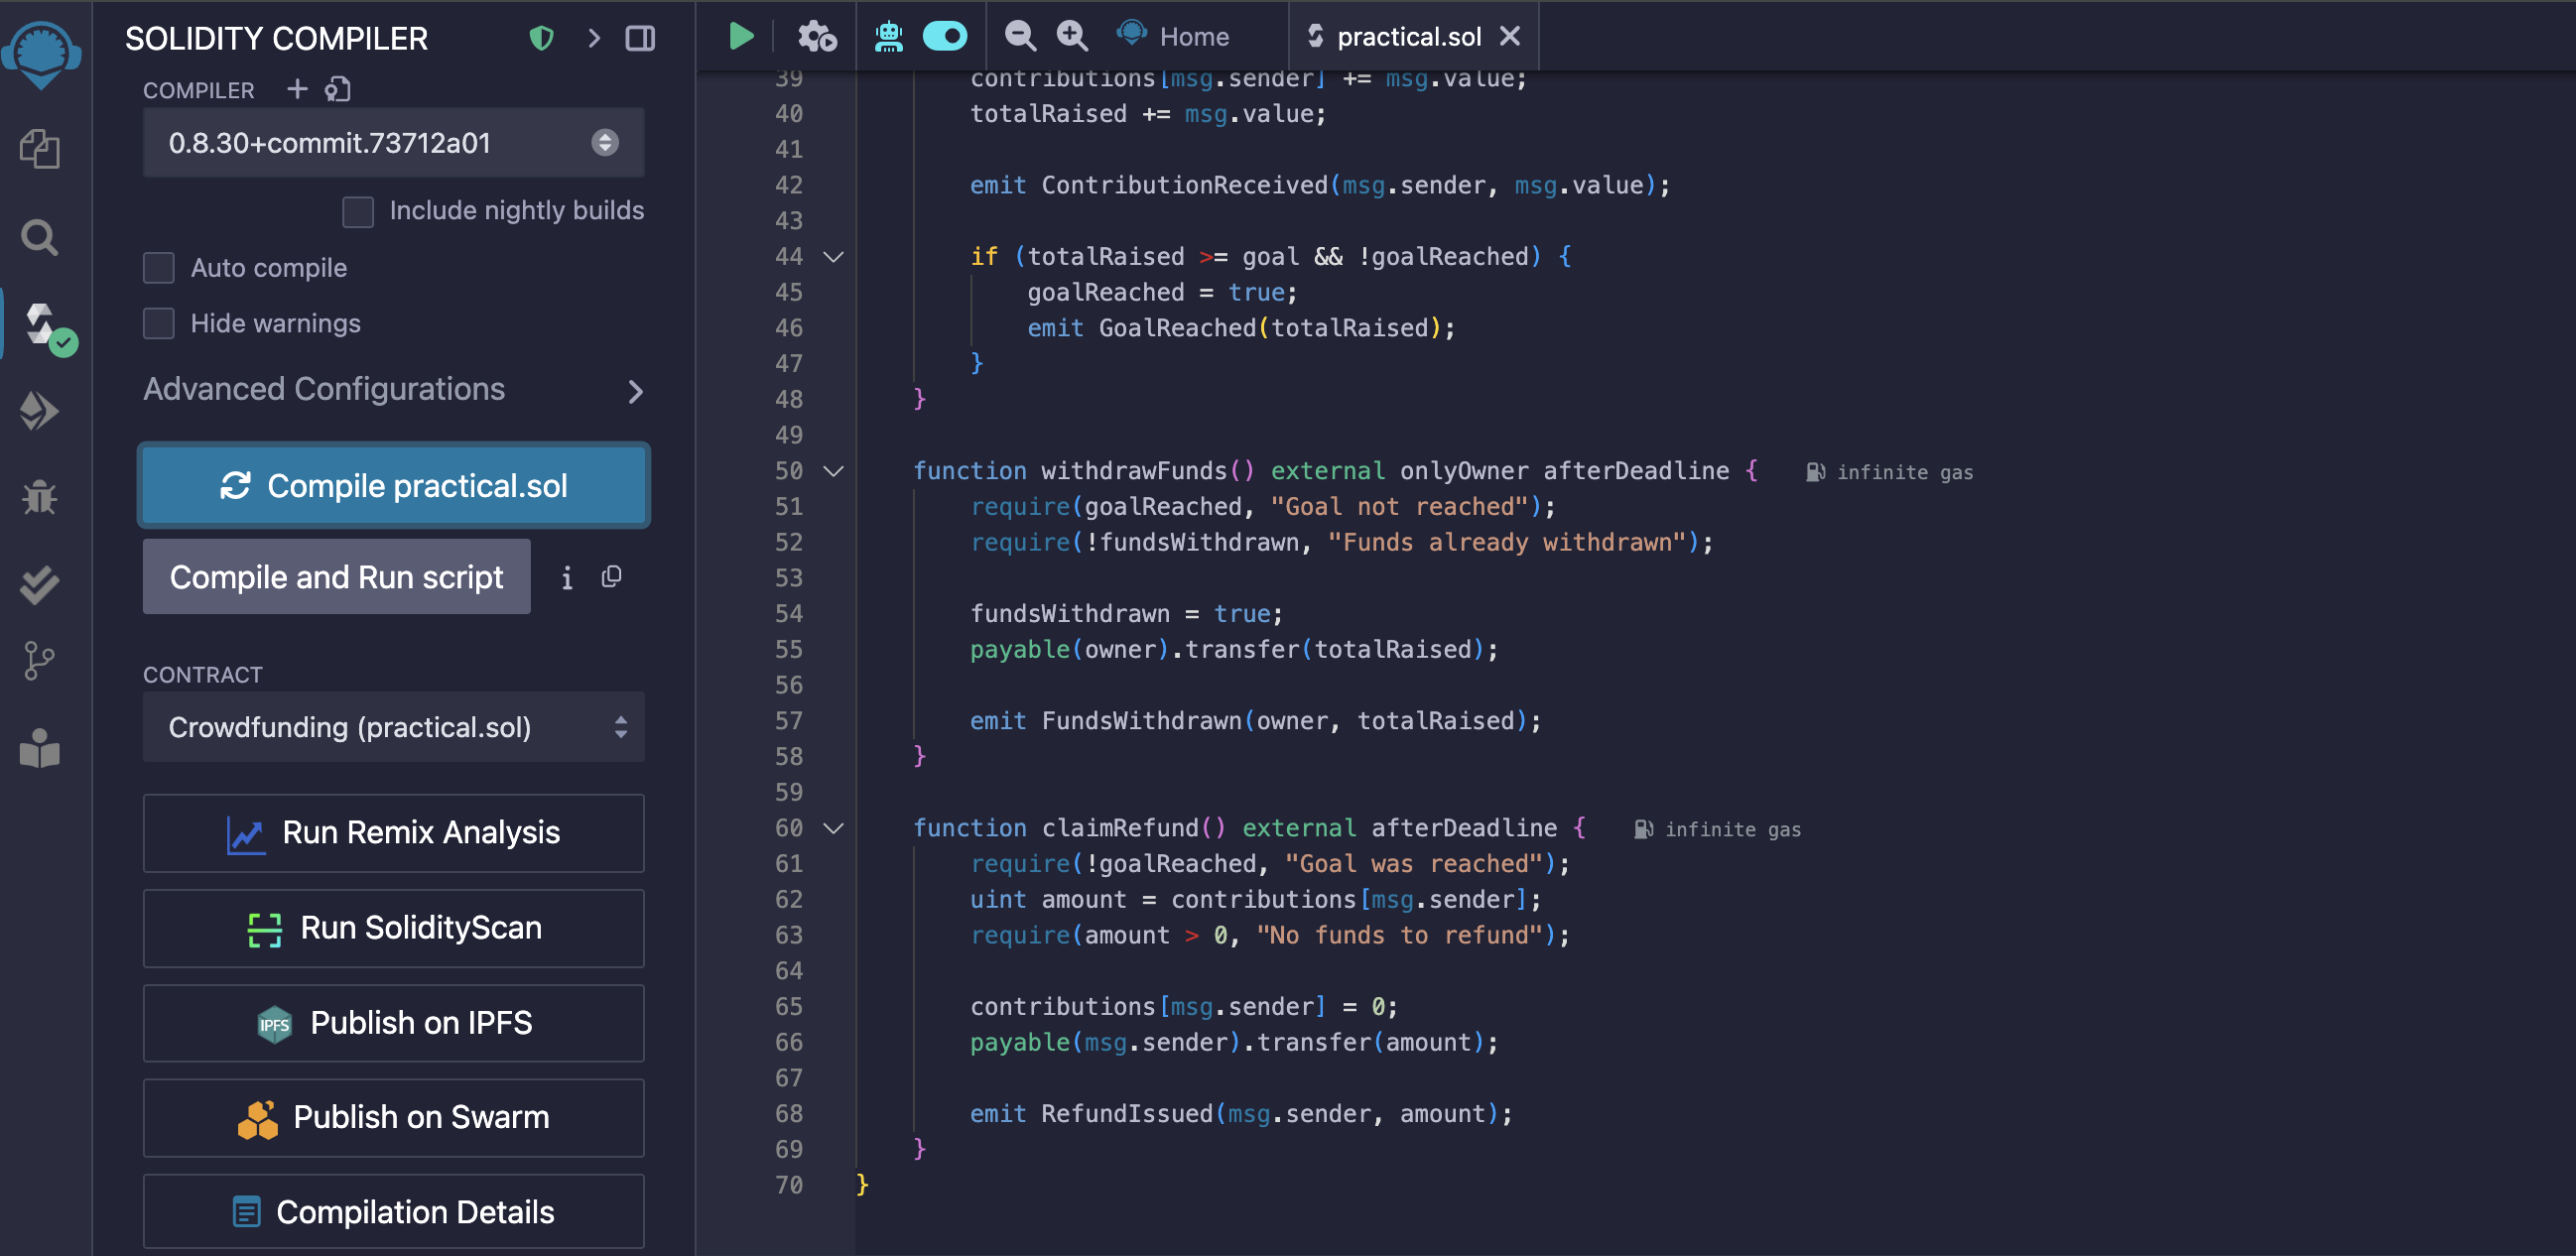 SOLIDITY COMPILER
COMPILER
0.8.30+commit.73712a01
Include nightly builds
Auto compile
Hide warnings
Advanced Configurations
Compile practical.sol
Compile and Run script
i
CONTRACT
Crowdfunding (practical.sol)
Run Remix Analysis
Run SolidityScan
IPFS Publish on IPFS
Publish on Swarm
Compilation Details
Home
practical.sol
39 contributions[msg.sender] += msg.value;
40 totalRaised += msg.value;
41
42 emit ContributionReceived(msg.sender, msg.value);
43
44 if (totalRaised >= goal && !goalReached) {
45 goalReached = true;
46 emit GoalReached(totalRaised);
47 }
48 }
49
50 function withdrawFunds() external onlyOwner afterDeadline { infinite gas
51 require(goalReached, "Goal not reached");
52 require(!fundsWithdrawn, "Funds already withdrawn");
53
54 fundsWithdrawn = true;
55 payable(owner).transfer(totalRaised);
56
57 emit FundsWithdrawn(owner, totalRaised);
58 }
59
60 function claimRefund() external afterDeadline { infinite gas
61 require(!goalReached, "Goal was reached");
62 uint amount = contributions[msg.sender];
63 require(amount > 0, "No funds to refund");
64
65 contributions[msg.sender] = 0;
66 payable(msg.sender).transfer(amount);
67
68 emit RefundIssued(msg.sender, amount);
69 }
70 }